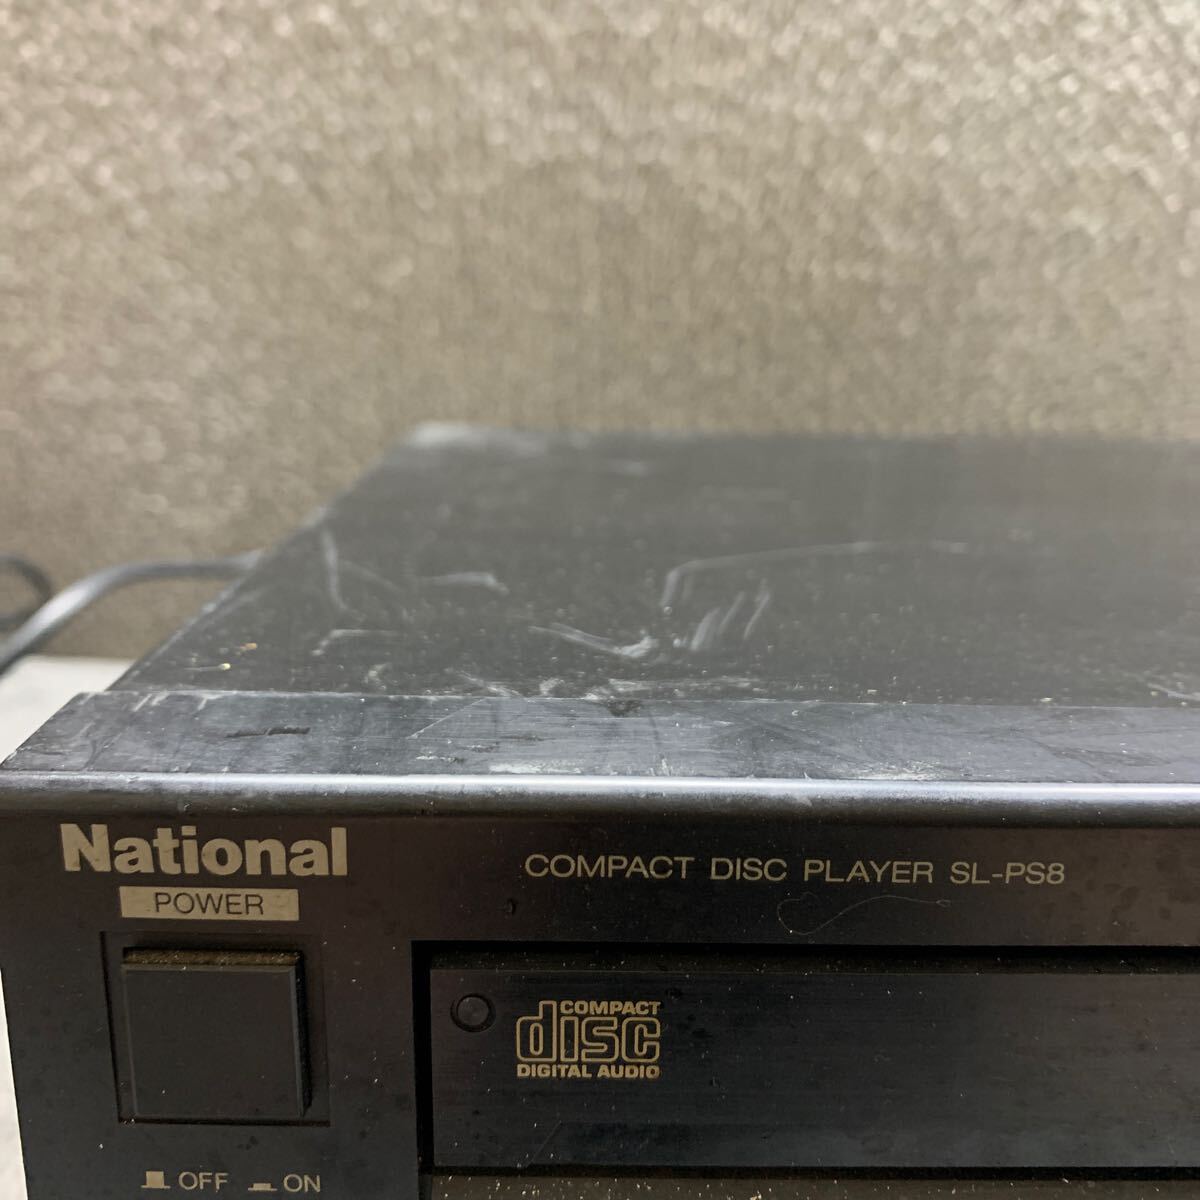 National
COMPACT DISC PLAYER SL-PS8
POWER
COMPACT
disc
DIGITAL AUDIO
OFF ON